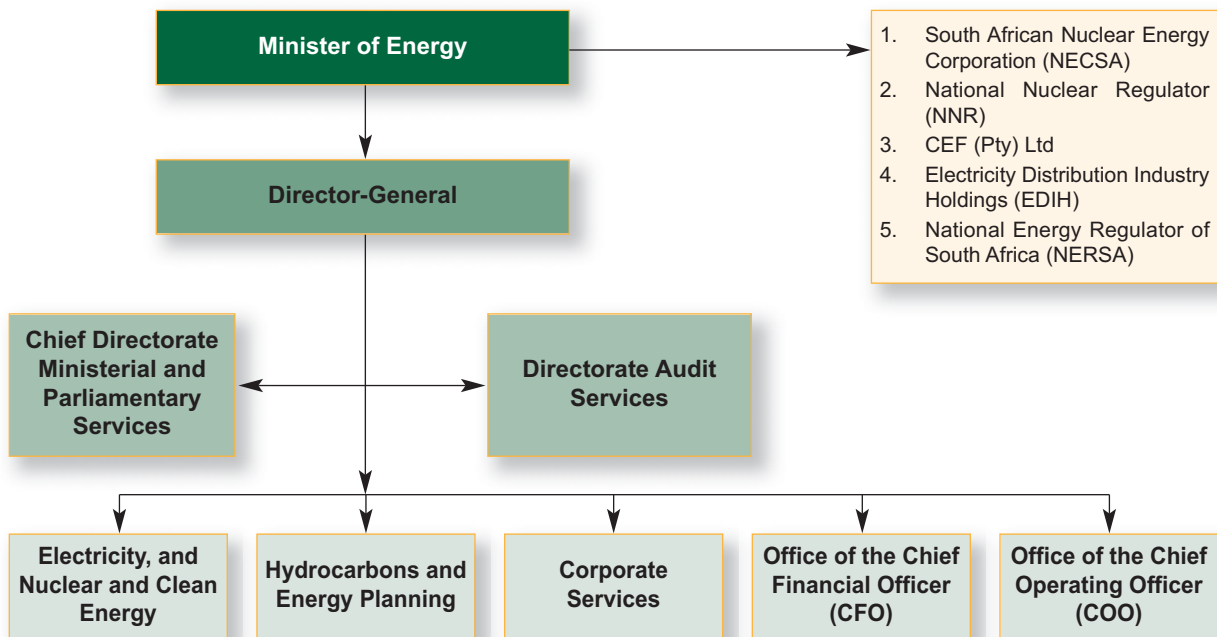 Minister of Energy
1. South African Nuclear Energy
Corporation (NECSA)
2. National Nuclear Regulator
(NNR)
3. CEF (Pty) Ltd
4. Electricity Distribution Industry
Holdings (EDIH)
5. National Energy Regulator of
South Africa (NERSA)
Director-General
Chief Directorate
Ministerial and
Parliamentary
Services
Directorate Audit
Services
Electricity, and
Nuclear and Clean
Energy
Hydrocarbons and
Energy Planning
Corporate
Services
Office of the Chief
Financial Officer
(CFO)
Office of the Chief
Operating Officer
(COO)